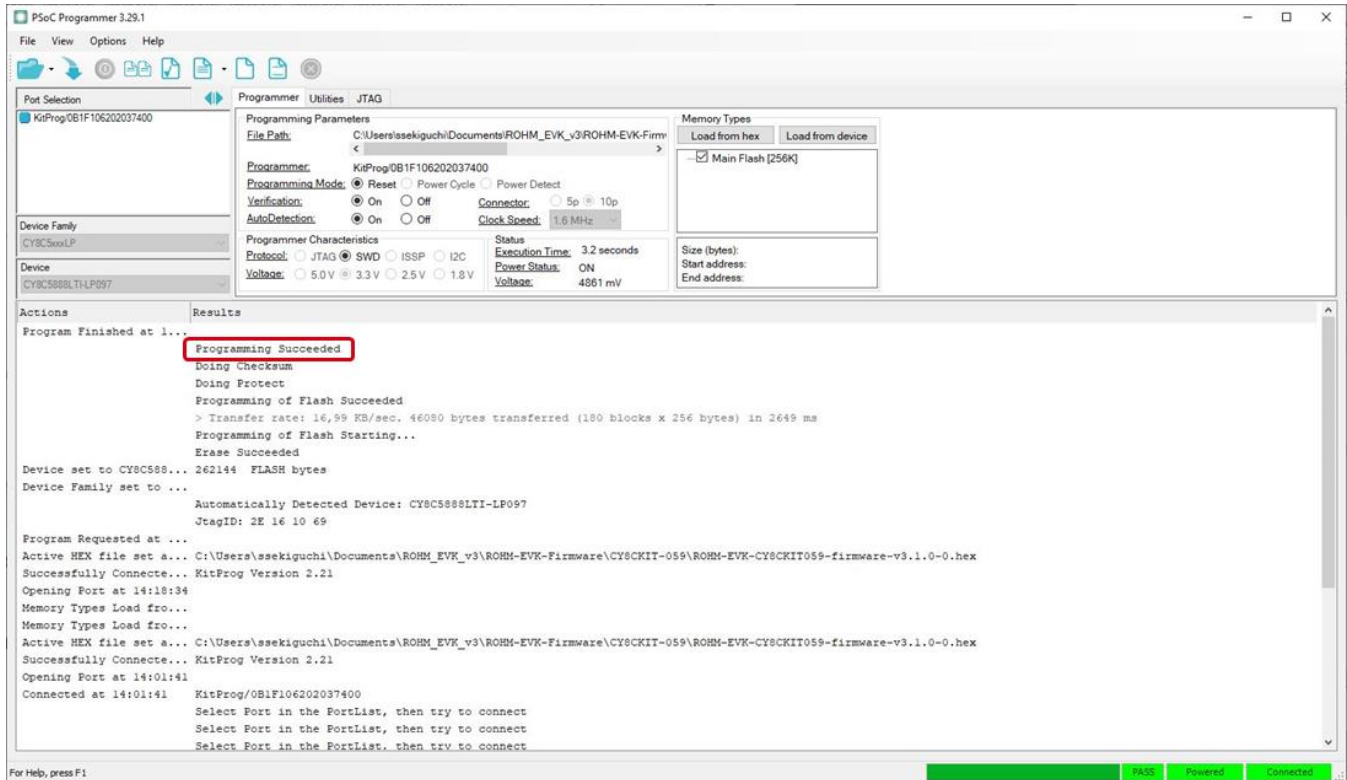 PSoC Programmer 3.29.1
File View Options Help
Port Selection
KitProg/0B1F106202037400
Device Family
CY8C5xxxLP
Device
CY8C5888LTI-LP097
Programmer Utilities JTAG
Programming Parameters
File Path: C:\Users\ssekiguchi\Documents\ROHM_EVK_v3\ROHM-EVK-Firm
Programmer: KitProg/0B1F106202037400
Programming Mode: Reset Power Cycle Power Detect
Verification: On Off Connector: 5p 10p
AutoDetection: On Off Clock Speed: 1.6 MHz
Programmer Characteristics
Protocol: JTAG SWD ISSP I2C
Voltage: 5.0 V 3.3 V 2.5 V 1.8 V
Status
Execution Time: 3.2 seconds
Power Status: ON
Voltage: 4861 mV
Memory Types
Load from hex Load from device
Main Flash [256K]
Size (bytes):
Start address:
End address:
Actions Results
Program Finished at 1...
Programming Succeeded
Doing Checksum
Doing Protect
Programming of Flash Succeeded
> Transfer rate: 16,99 KB/sec. 46080 bytes transferred (180 blocks x 256 bytes) in 2649 ms
Programming of Flash Starting...
Erase Succeeded
Device set to CY8C588... 262144 FLASH bytes
Device Family set to ...
Automatically Detected Device: CY8C5888LTI-LP097
JtagID: 2E 16 10 69
Program Requested at ...
Active HEX file set a... C:\Users\ssekiguchi\Documents\ROHM_EVK_v3\ROHM-EVK-Firmware\CY8CKIT-059\ROHM-EVK-CY8CKIT059-firmware-v3.1.0-0.hex
Successfully Connecte... KitProg Version 2.21
Opening Port at 14:18:34
Memory Types Load fro...
Memory Types Load fro...
Active HEX file set a... C:\Users\ssekiguchi\Documents\ROHM_EVK_v3\ROHM-EVK-Firmware\CY8CKIT-059\ROHM-EVK-CY8CKIT059-firmware-v3.1.0-0.hex
Successfully Connecte... KitProg Version 2.21
Opening Port at 14:01:41
Connected at 14:01:41 KitProg/0B1F106202037400
Select Port in the PortList, then try to connect
Select Port in the PortList, then try to connect
Select Port in the PortList, then try to connect
For Help, press F1
PASS Powered Connected